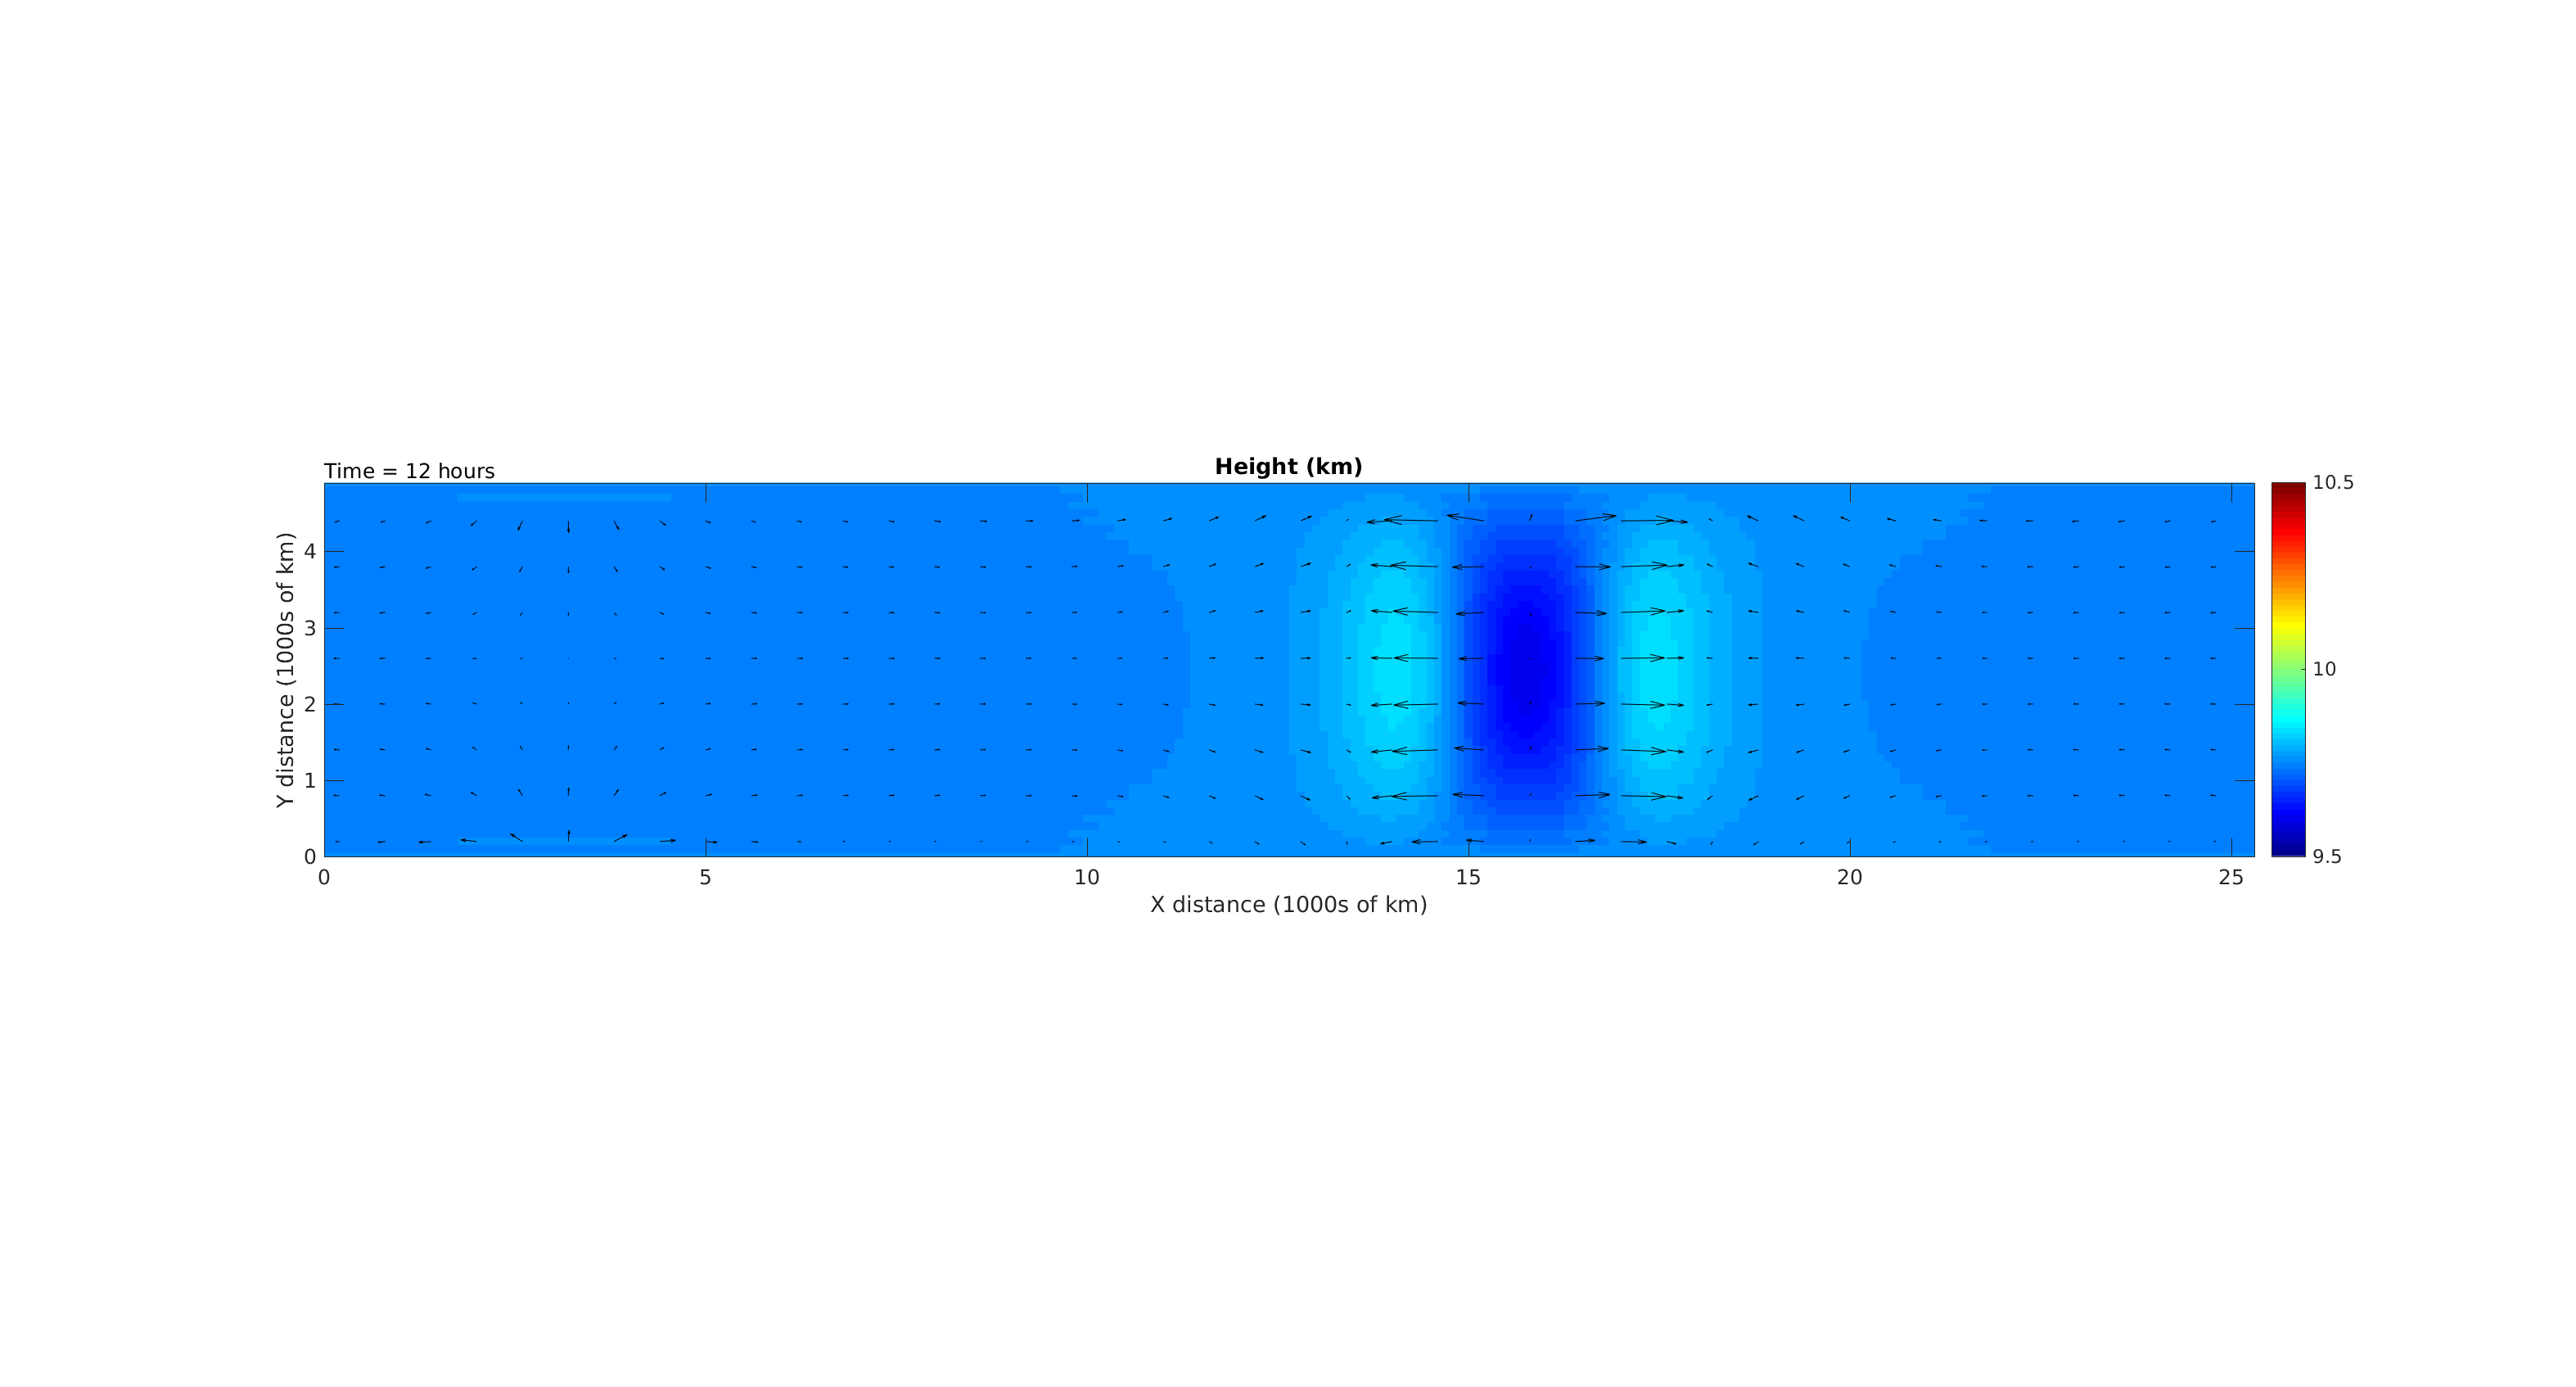 Time = 12 hours
Height (km)
Y distance (1000s of km)
4
3
2
1
0
0 5 10 15 20 25
X distance (1000s of km)
10.5
10
9.5